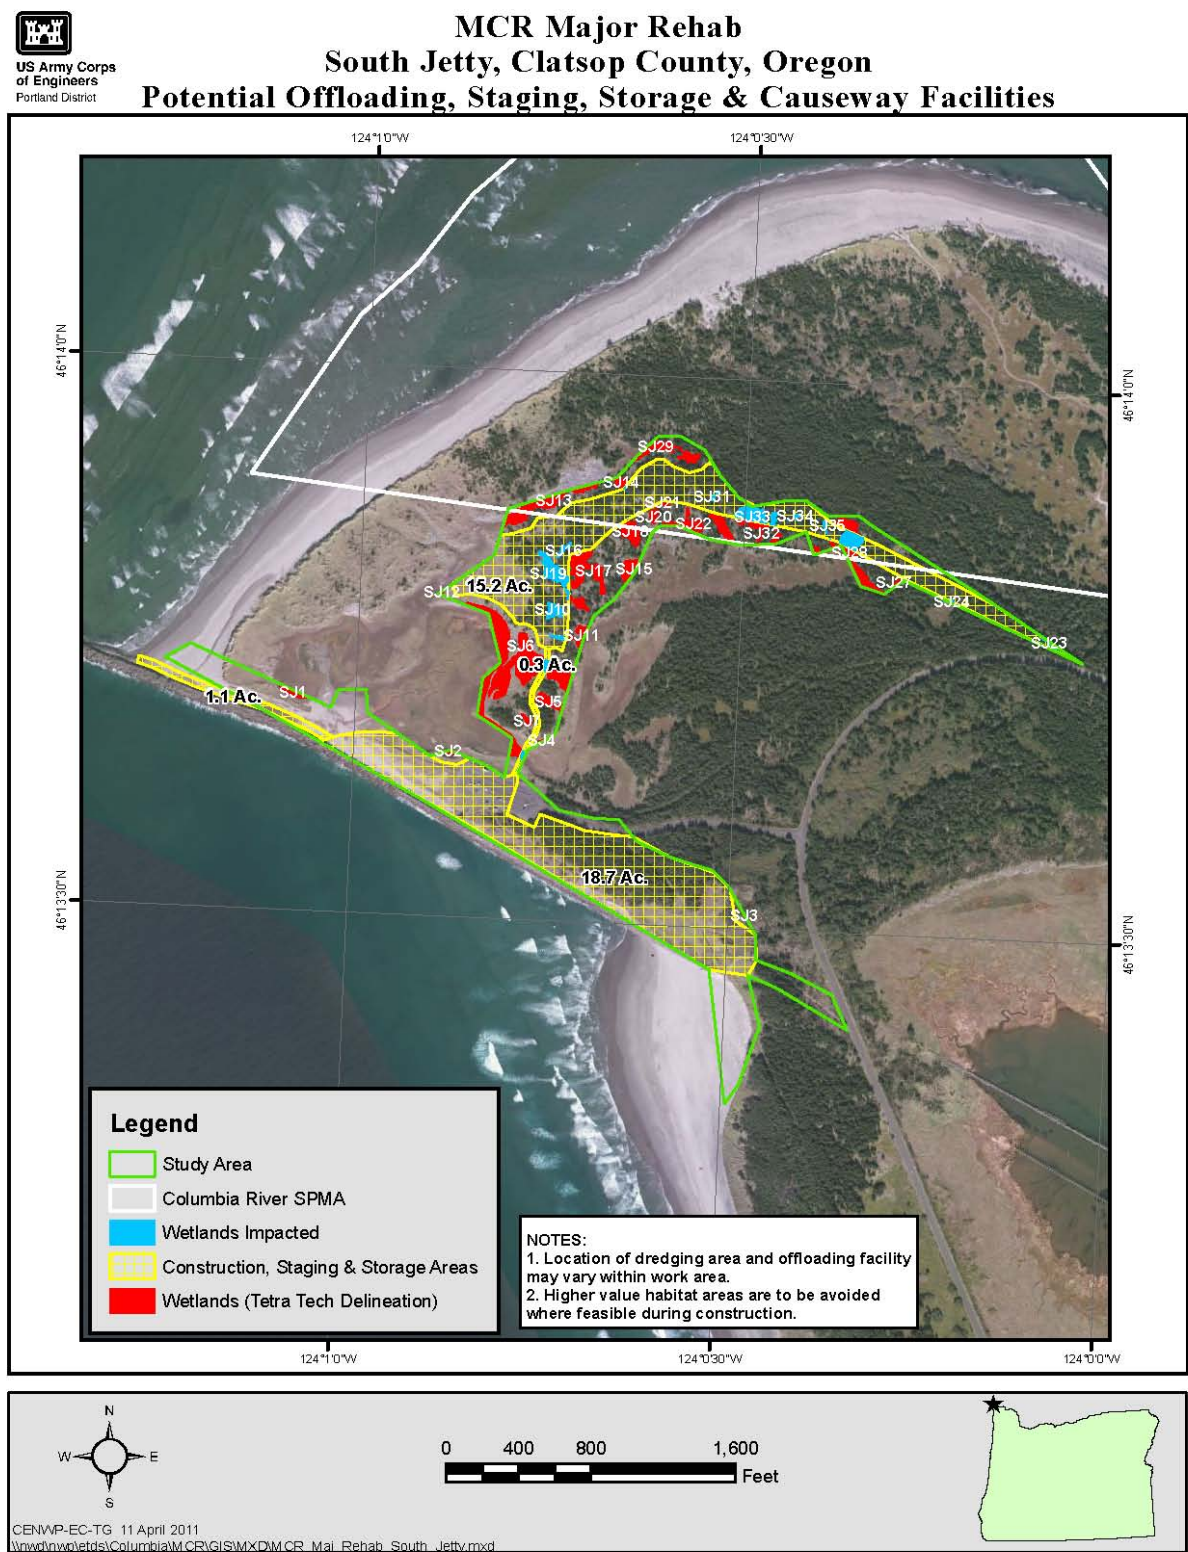 MCR Major Rehab
South Jetty, Clatsop County, Oregon
Potential Offloading, Staging, Storage & Causeway Facilities
US Army Corps
of Engineers
Portland District
124°1'0"W
124°0'30"W
46°14'0"N
46°14'0"N
SJ29
SJ14
SJ13
SJ31
SJ21
SJ20
SJ22
SJ33
SJ34
SJ35
SJ32
SJ18
SJ16
SJ28
SJ19
SJ17
SJ15
15.2 Ac.
SJ12
SJ27
SJ24
SJ10
SJ11
SJ23
SJ6
0.3 Ac.
1.1 Ac.
SJ1
SJ5
SJ7
SJ4
SJ2
18.7 Ac.
SJ3
46°13'30"N
46°13'30"N
Legend
Study Area
Columbia River SPMA
Wetlands Impacted
Construction, Staging & Storage Areas
Wetlands (Tetra Tech Delineation)
NOTES:
1. Location of dredging area and offloading facility
may vary within work area.
2. Higher value habitat areas are to be avoided
where feasible during construction.
124°1'0"W
124°0'30"W
124°0'0"W
N
W
E
S
0 400 800 1,600
Feet
CENWP-EC-TG 11 April 2011
\\nwd\nwp\etds\Columbia\MCR\GIS\MXD\MCR_Maj_Rehab_South_Jetty.mxd